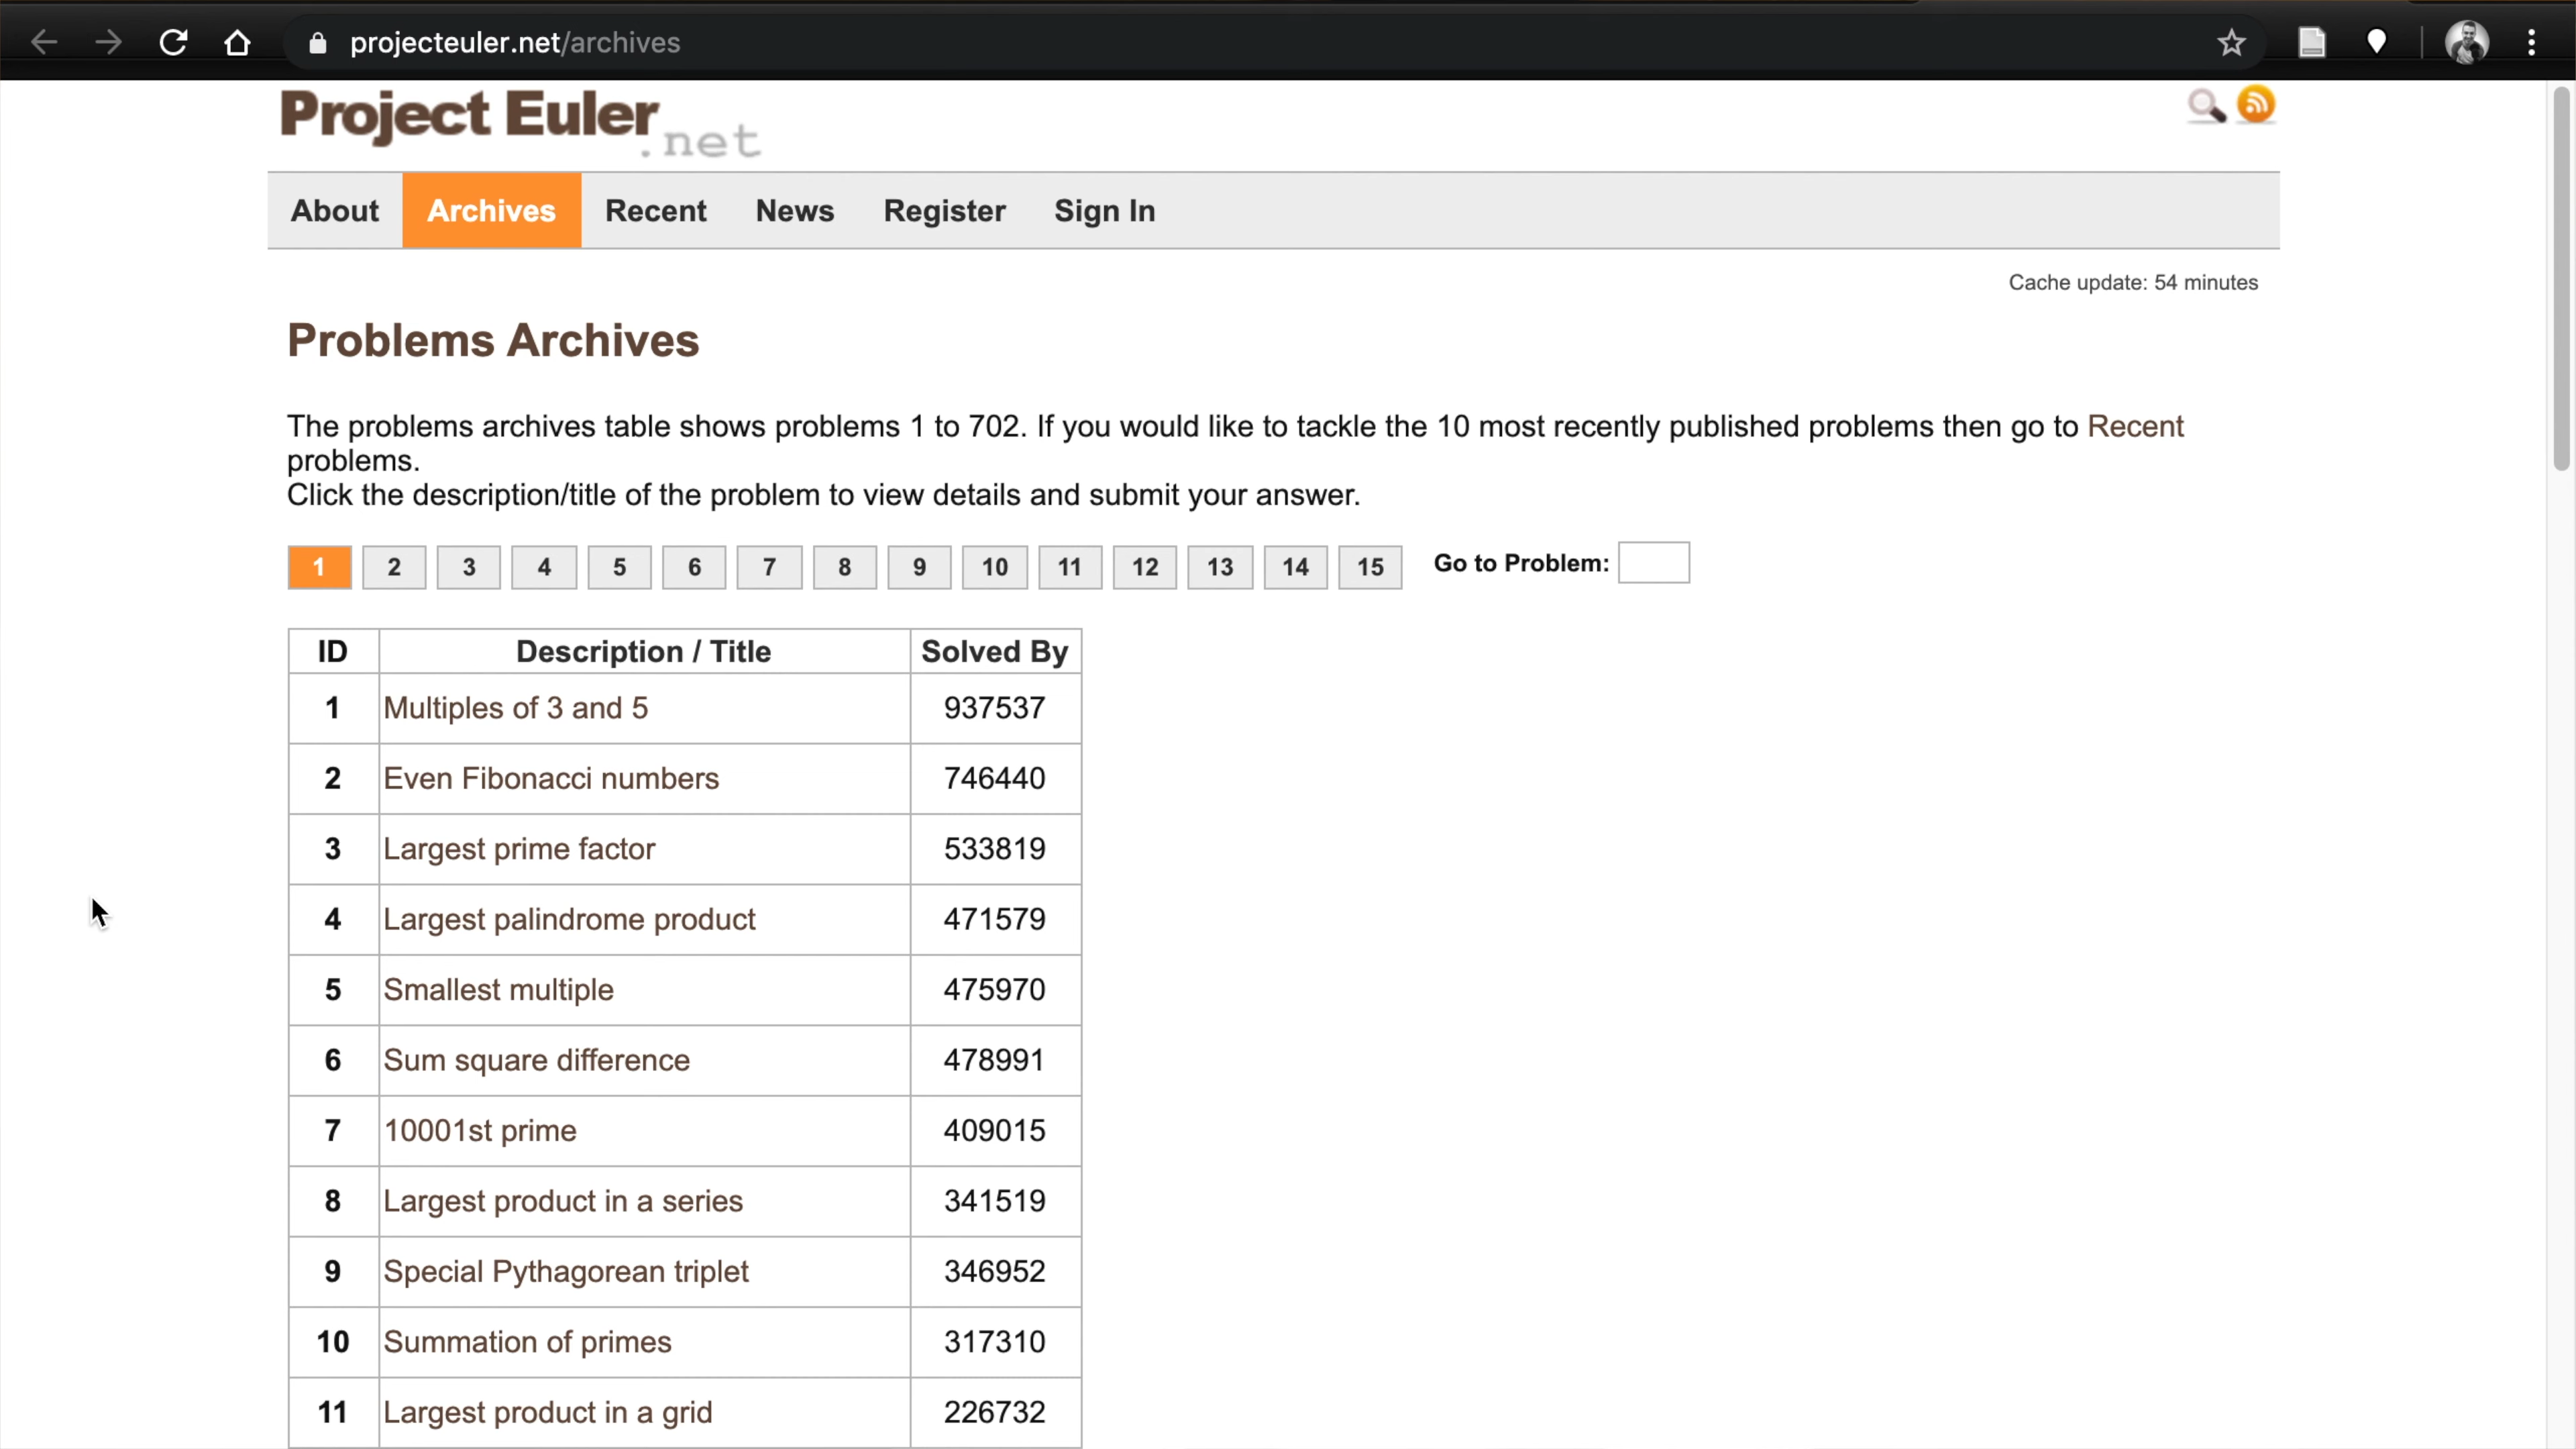 projecteuler.net/archives
Project Euler
.net
About Archives Recent News Register Sign In
Cache update: 54 minutes
Problems Archives
The problems archives table shows problems 1 to 702. If you would like to tackle the 10 most recently published problems then go to Recent
problems.
Click the description/title of the problem to view details and submit your answer.
1 2 3 4 5 6 7 8 9 10 11 12 13 14 15 Go to Problem:
ID Description / Title Solved By
1 Multiples of 3 and 5 937537
2 Even Fibonacci numbers 746440
3 Largest prime factor 533819
4 Largest palindrome product 471579
5 Smallest multiple 475970
6 Sum square difference 478991
7 10001st prime 409015
8 Largest product in a series 341519
9 Special Pythagorean triplet 346952
10 Summation of primes 317310
11 Largest product in a grid 226732